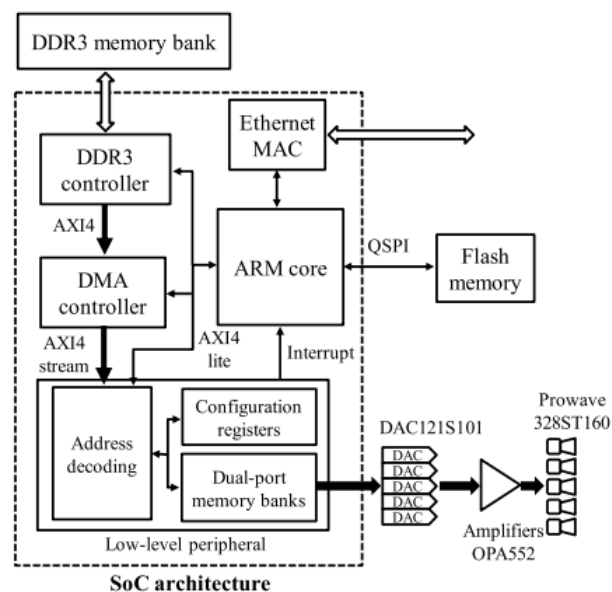 DDR3 memory bank
Ethernet
MAC
DDR3
controller
AXI4
ARM core
QSPI
Flash
memory
DMA
controller
AXI4
stream
AXI4
lite
Interrupt
Address
decoding
Configuration
registers
Dual-port
memory banks
Low-level peripheral
SoC architecture
DAC121S101
DAC
DAC
DAC
DAC
DAC
Amplifiers
OPA552
Prowave
328ST160